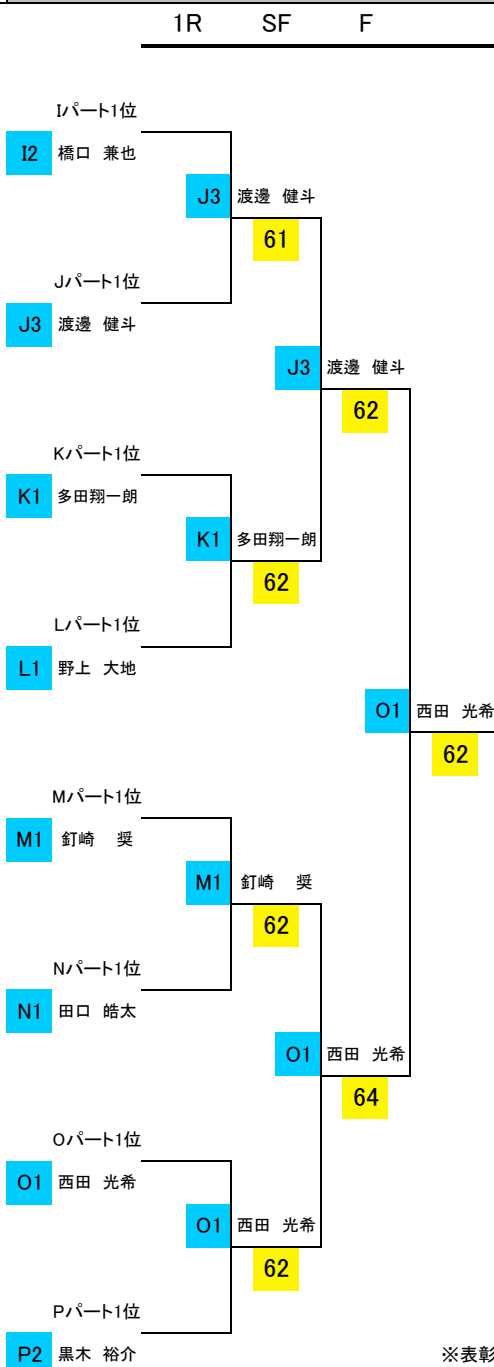 1R SF F
Iパート1位
I2 橋口 兼也
J3 渡邊 健斗
61
Jパート1位
J3 渡邊 健斗
J3 渡邊 健斗
62
Kパート1位
K1 多田翔一朗
K1 多田翔一朗
62
Lパート1位
L1 野上 大地
O1 西田 光希
62
Mパート1位
M1 釘崎 奨
M1 釘崎 奨
62
Nパート1位
N1 田口 皓太
O1 西田 光希
64
Oパート1位
O1 西田 光希
O1 西田 光希
62
Pパート1位
P2 黒木 裕介
※表彰